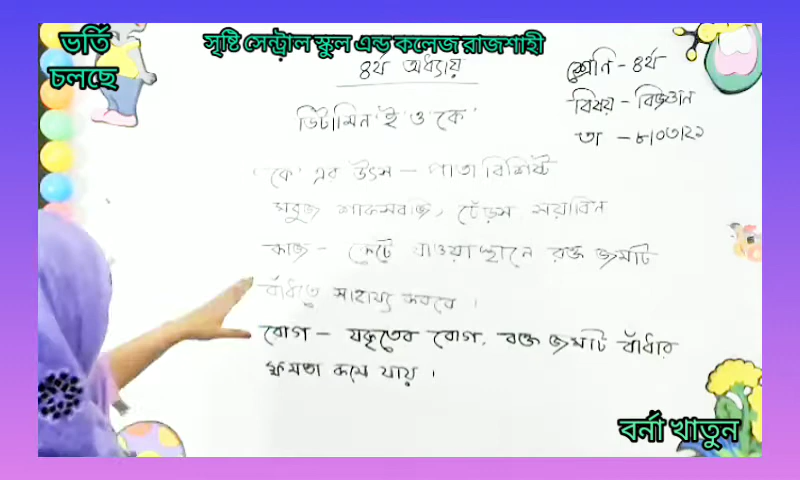 ভর্তি
চলছে
সৃষ্টি সেন্ট্রাল স্কুল এন্ড কলেজ রাজশাহী
৪র্থ অধ্যায়
শ্রেনি - ৪র্থ
বিষয় - বিজ্ঞান
তা - ৮/০৩/২১
ভিটামিন 'ই' ও 'কে'
'কে' এর উৎস - পাতা বিশিষ্ট
সবুজ শাকসবজি, ঢেঁড়স, সয়াবিন
কাজ - কেটে যাওয়া স্থানে রক্ত জমাট
বাঁধতে সাহায্য করবে।
রোগ - যকৃতের রোগ, রক্ত জমাট বাঁধার
ক্ষমতা কমে যায়।
বর্না খাতুন